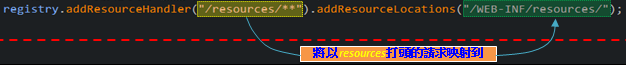 registry.addResourceHandler("/resources/**").addResourceLocations("/WEB-INF/resources/");
將以resources打頭的請求映射到